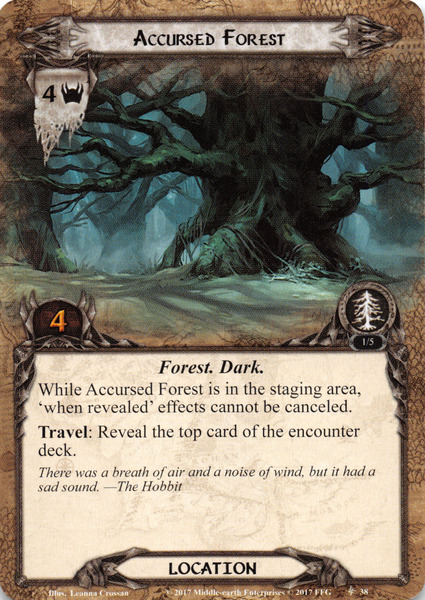 Accursed Forest
4
4
1/5
Forest. Dark.
While Accursed Forest is in the staging area,
‘when revealed’ effects cannot be canceled.
Travel: Reveal the top card of the encounter
deck.
There was a breath of air and a noise of wind, but it had a
sad sound. —The Hobbit
Location
Illus. Leanna Crossan © 2017 Middle-earth Enterprises © 2017 FFG 38